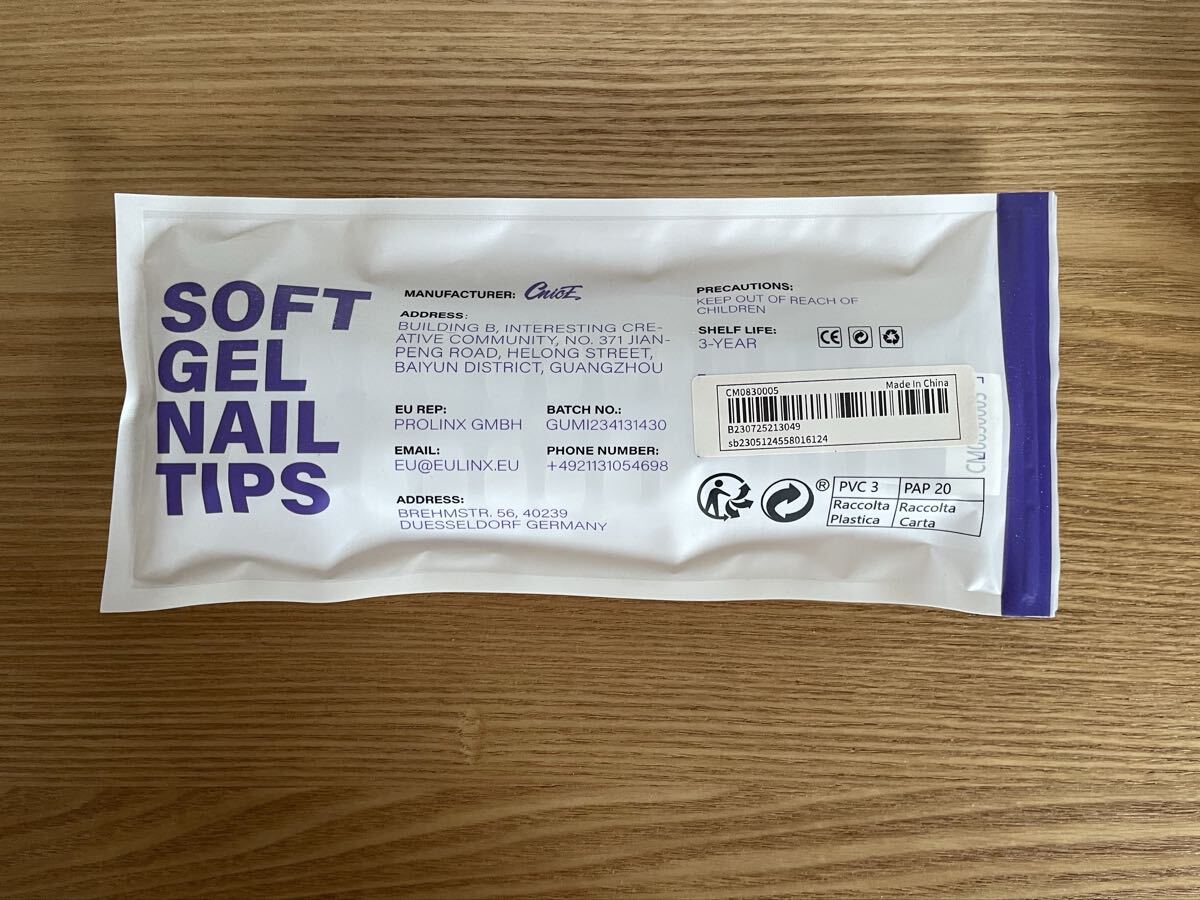 SOFT
GEL
NAIL
TIPS
MANUFACTURER: CnioE
ADDRESS:
BUILDING B, INTERESTING CRE-
ATIVE COMMUNITY, NO. 371 JIAN-
PENG ROAD, HELONG STREET,
BAIYUN DISTRICT, GUANGZHOU
EU REP:
PROLINX GMBH
BATCH NO.:
GUMI234131430
EMAIL:
EU@EULINX.EU
PHONE NUMBER:
+4921131054698
ADDRESS:
BREHMSTR. 56, 40239
DUESSELDORF GERMANY
PRECAUTIONS:
KEEP OUT OF REACH OF
CHILDREN
SHELF LIFE:
3-YEAR
CE
CM0830005
Made In China
B230725213049
sb2305124558016124
®
PVC 3
PAP 20
Raccolta
Plastica
Raccolta
Carta